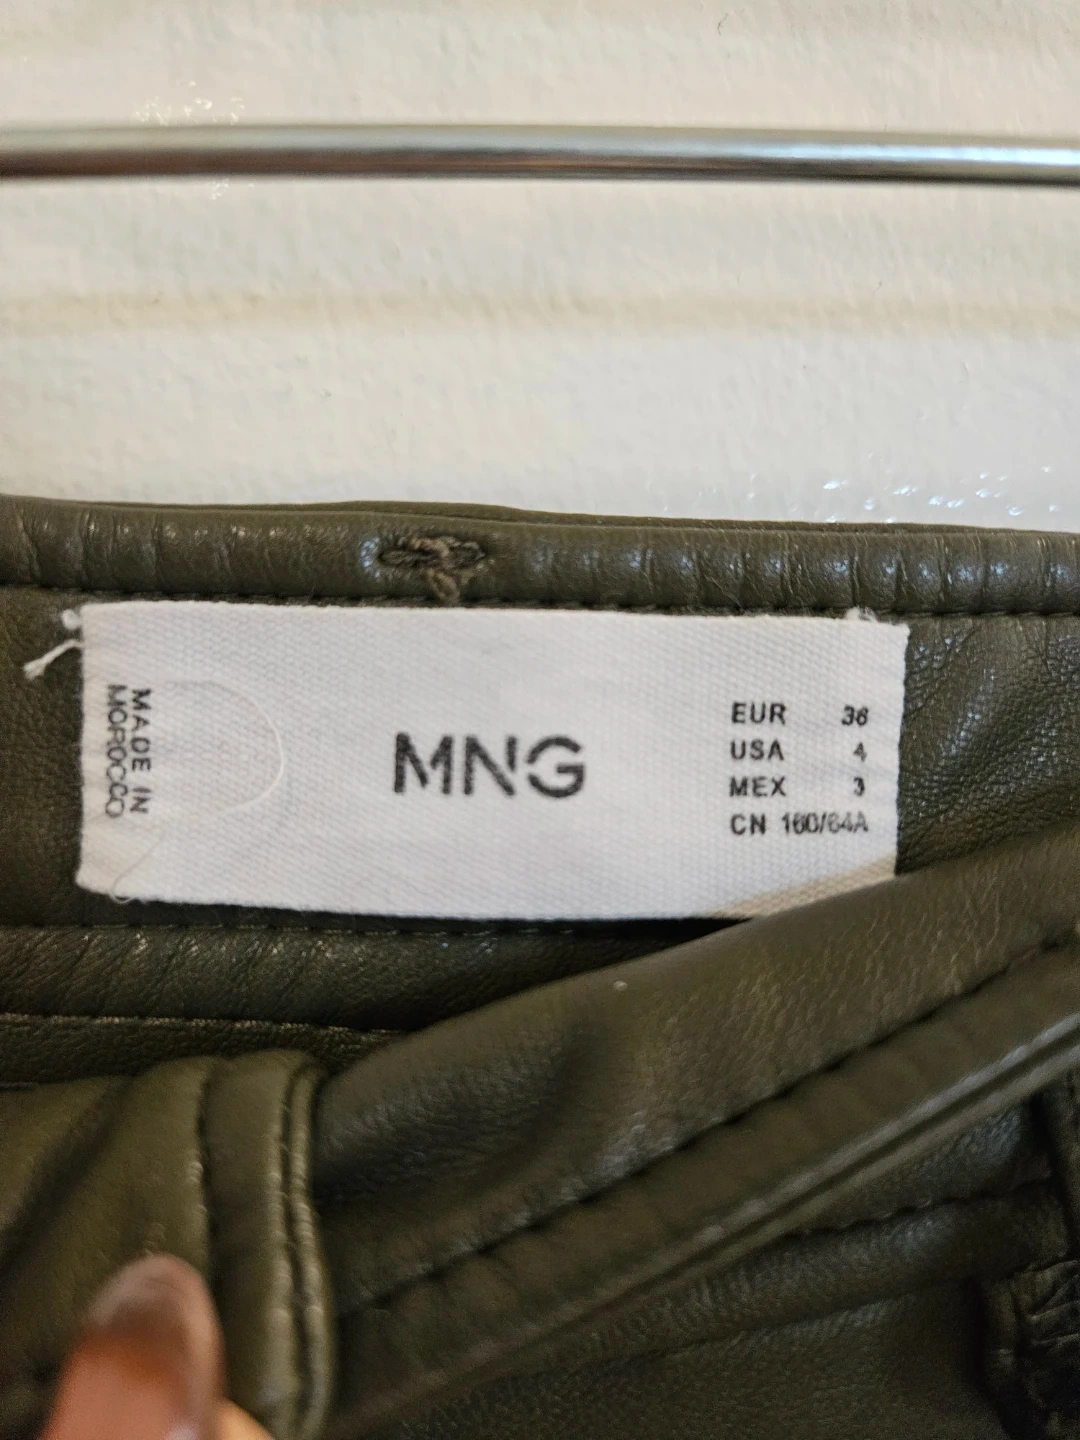 MADE IN
MOROCCO
MNG
EUR 36
USA 4
MEX 3
CN 160/64A